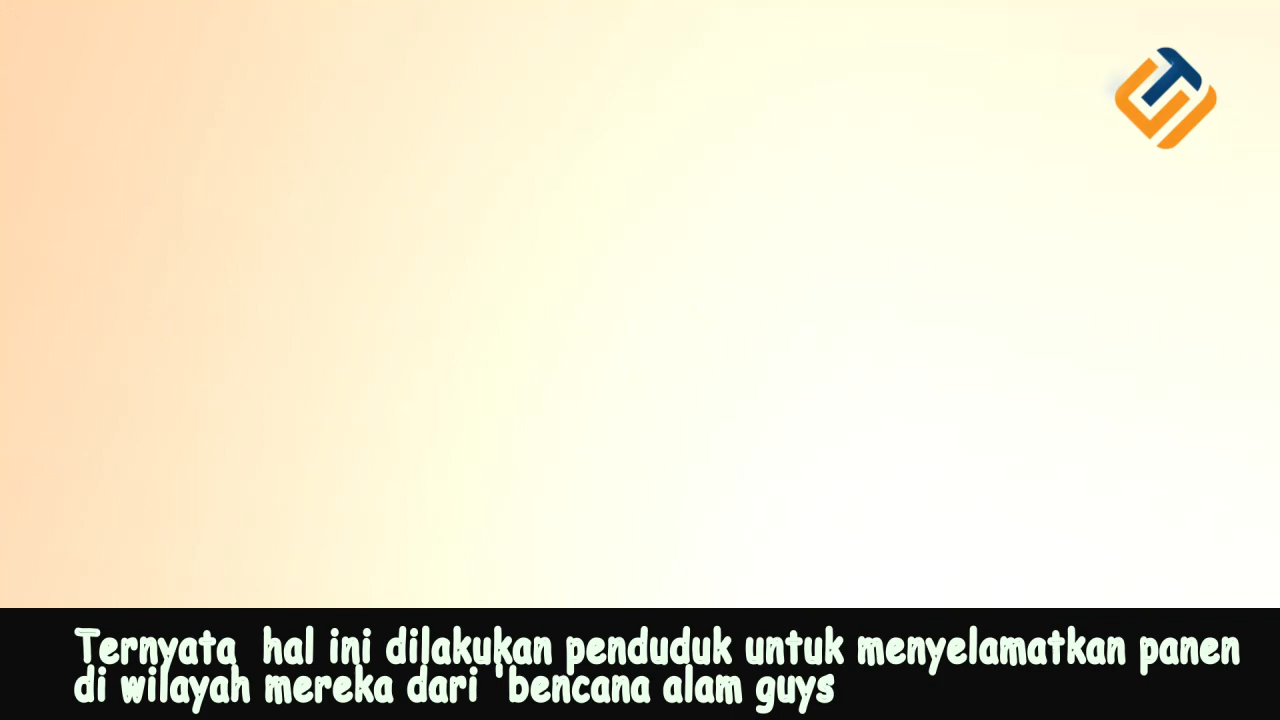 Ternyata  hal ini dilakukan penduduk untuk menyelamatkan panen
di wilayah mereka dari 'bencana alam guys